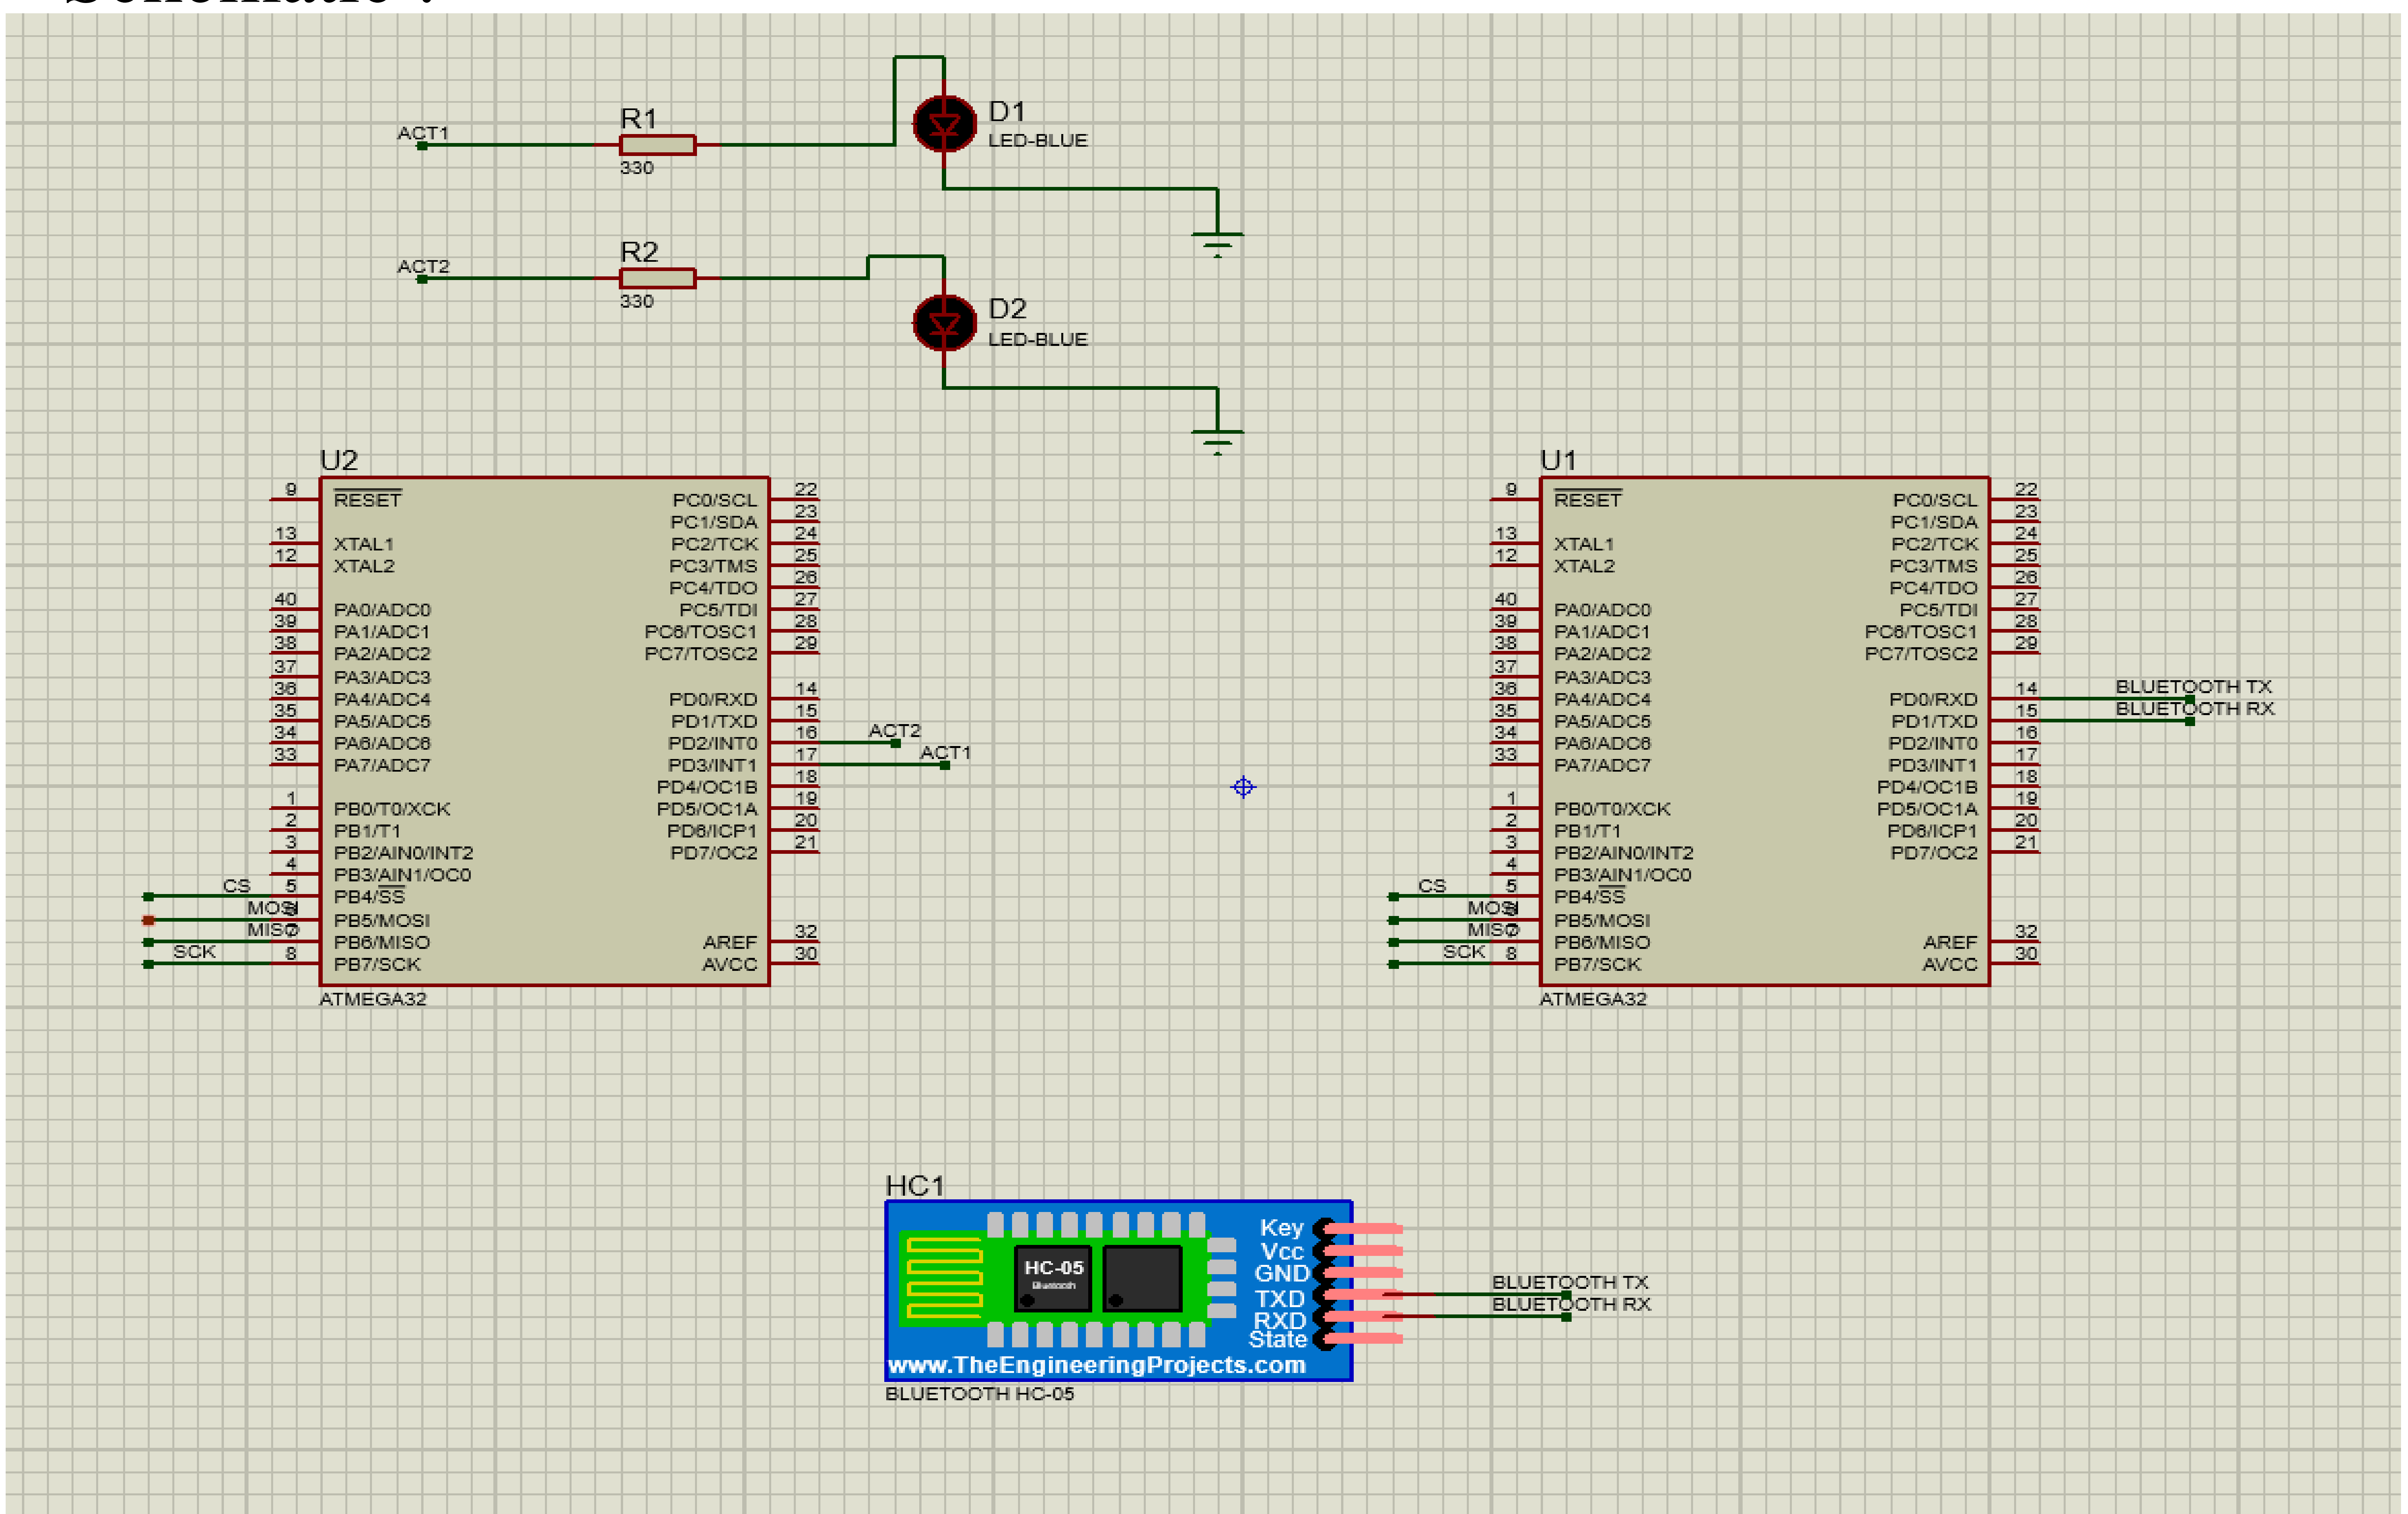 Schematic :
ACT1
R1
330
D1
LED-BLUE
ACT2
R2
330
D2
LED-BLUE
U2
9 RESET
13 XTAL1
12 XTAL2
40 PA0/ADC0
39 PA1/ADC1
38 PA2/ADC2
37 PA3/ADC3
36 PA4/ADC4
35 PA5/ADC5
34 PA6/ADC6
33 PA7/ADC7
1 PB0/T0/XCK
2 PB1/T1
3 PB2/AIN0/INT2
4 PB3/AIN1/OC0
CS 5 PB4/SS
MOSI 6 PB5/MOSI
MISO 7 PB6/MISO
SCK 8 PB7/SCK
PC0/SCL 22
PC1/SDA 23
PC2/TCK 24
PC3/TMS 25
PC4/TDO 26
PC5/TDI 27
PC6/TOSC1 28
PC7/TOSC2 29
PD0/RXD 14
PD1/TXD 15
PD2/INT0 16 ACT2
PD3/INT1 17 ACT1
PD4/OC1B 18
PD5/OC1A 19
PD6/ICP1 20
PD7/OC2 21
AREF 32
AVCC 30
ATMEGA32
U1
9 RESET
13 XTAL1
12 XTAL2
40 PA0/ADC0
39 PA1/ADC1
38 PA2/ADC2
37 PA3/ADC3
36 PA4/ADC4
35 PA5/ADC5
34 PA6/ADC6
33 PA7/ADC7
1 PB0/T0/XCK
2 PB1/T1
3 PB2/AIN0/INT2
4 PB3/AIN1/OC0
CS 5 PB4/SS
MOSI 6 PB5/MOSI
MISO 7 PB6/MISO
SCK 8 PB7/SCK
PC0/SCL 22
PC1/SDA 23
PC2/TCK 24
PC3/TMS 25
PC4/TDO 26
PC5/TDI 27
PC6/TOSC1 28
PC7/TOSC2 29
PD0/RXD 14 BLUETOOTH TX
PD1/TXD 15 BLUETOOTH RX
PD2/INT0 16
PD3/INT1 17
PD4/OC1B 18
PD5/OC1A 19
PD6/ICP1 20
PD7/OC2 21
AREF 32
AVCC 30
ATMEGA32
HC1
HC-05
Bluetooth
Key
Vcc
GND
TXD BLUETOOTH TX
RXD BLUETOOTH RX
State
www.TheEngineeringProjects.com
BLUETOOTH HC-05